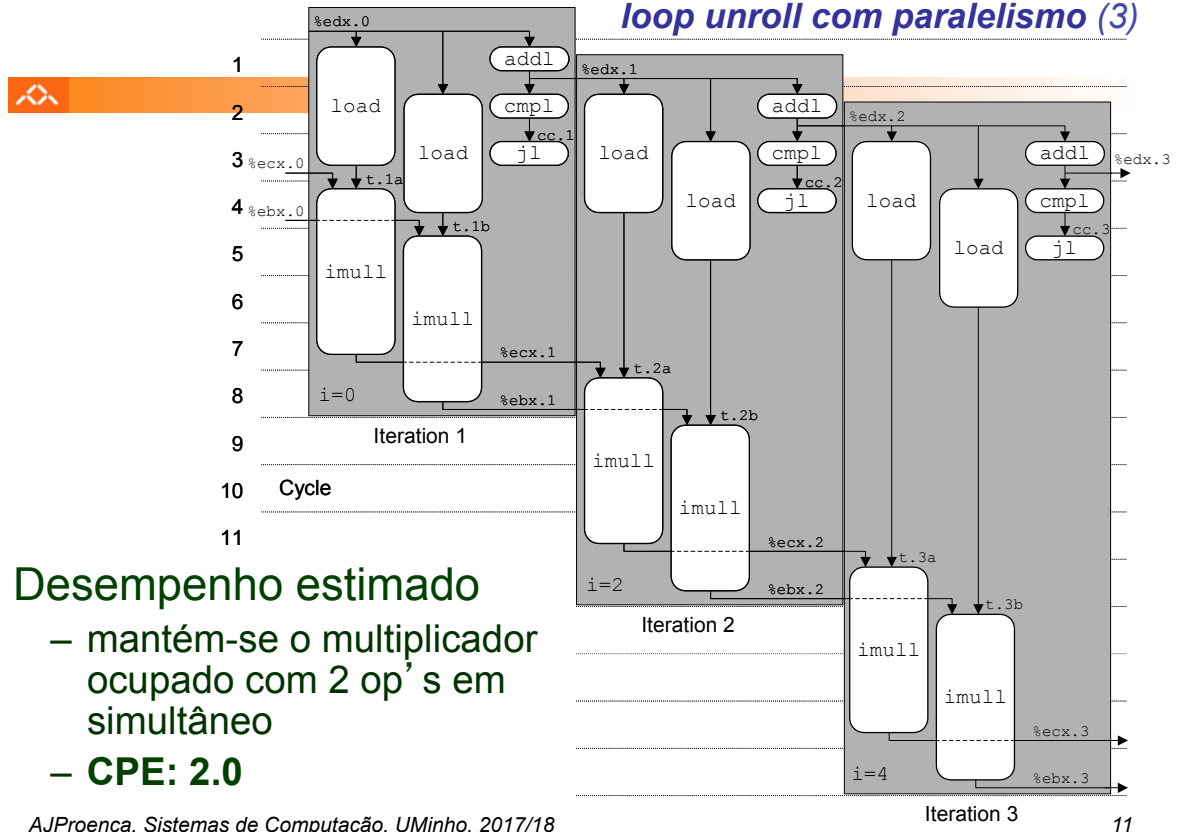 loop unroll com paralelismo (3)
%edx.0
1
load
addl
%edx.1
2
load
cmpl
load
addl
%edx.2
cc.1
3
%ecx.0
jl
load
cmpl
load
addl
%edx.3
t.1a
cc.2
4
%ebx.0
jl
load
cmpl
t.1b
cc.3
5
imull
jl
6
imull
7
%ecx.1
t.2a
8
i=0
%ebx.1
t.2b
Iteration 1
9
imull
10
Cycle
imull
11
%ecx.2
t.3a
i=2
%ebx.2
t.3b
Iteration 2
imull
imull
%ecx.3
i=4
%ebx.3
Iteration 3
Desempenho estimado
– mantém-se o multiplicador
ocupado com 2 op's em
simultâneo
– CPE: 2.0
AJProença, Sistemas de Computação, UMinho, 2017/18
11